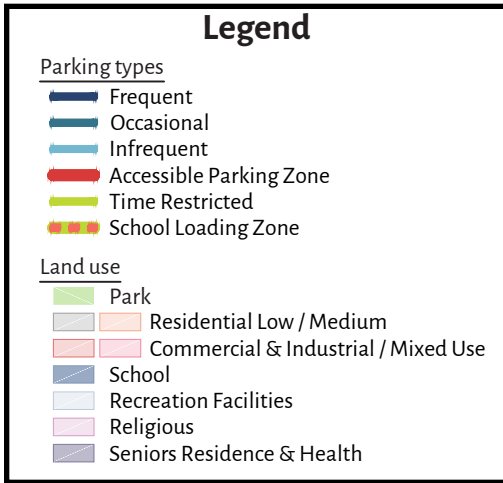 Legend
Parking types
Frequent
Occasional
Infrequent
Accessible Parking Zone
Time Restricted
School Loading Zone
Land use
Park
Residential Low / Medium
Commercial & Industrial / Mixed Use
School
Recreation Facilities
Religious
Seniors Residence & Health